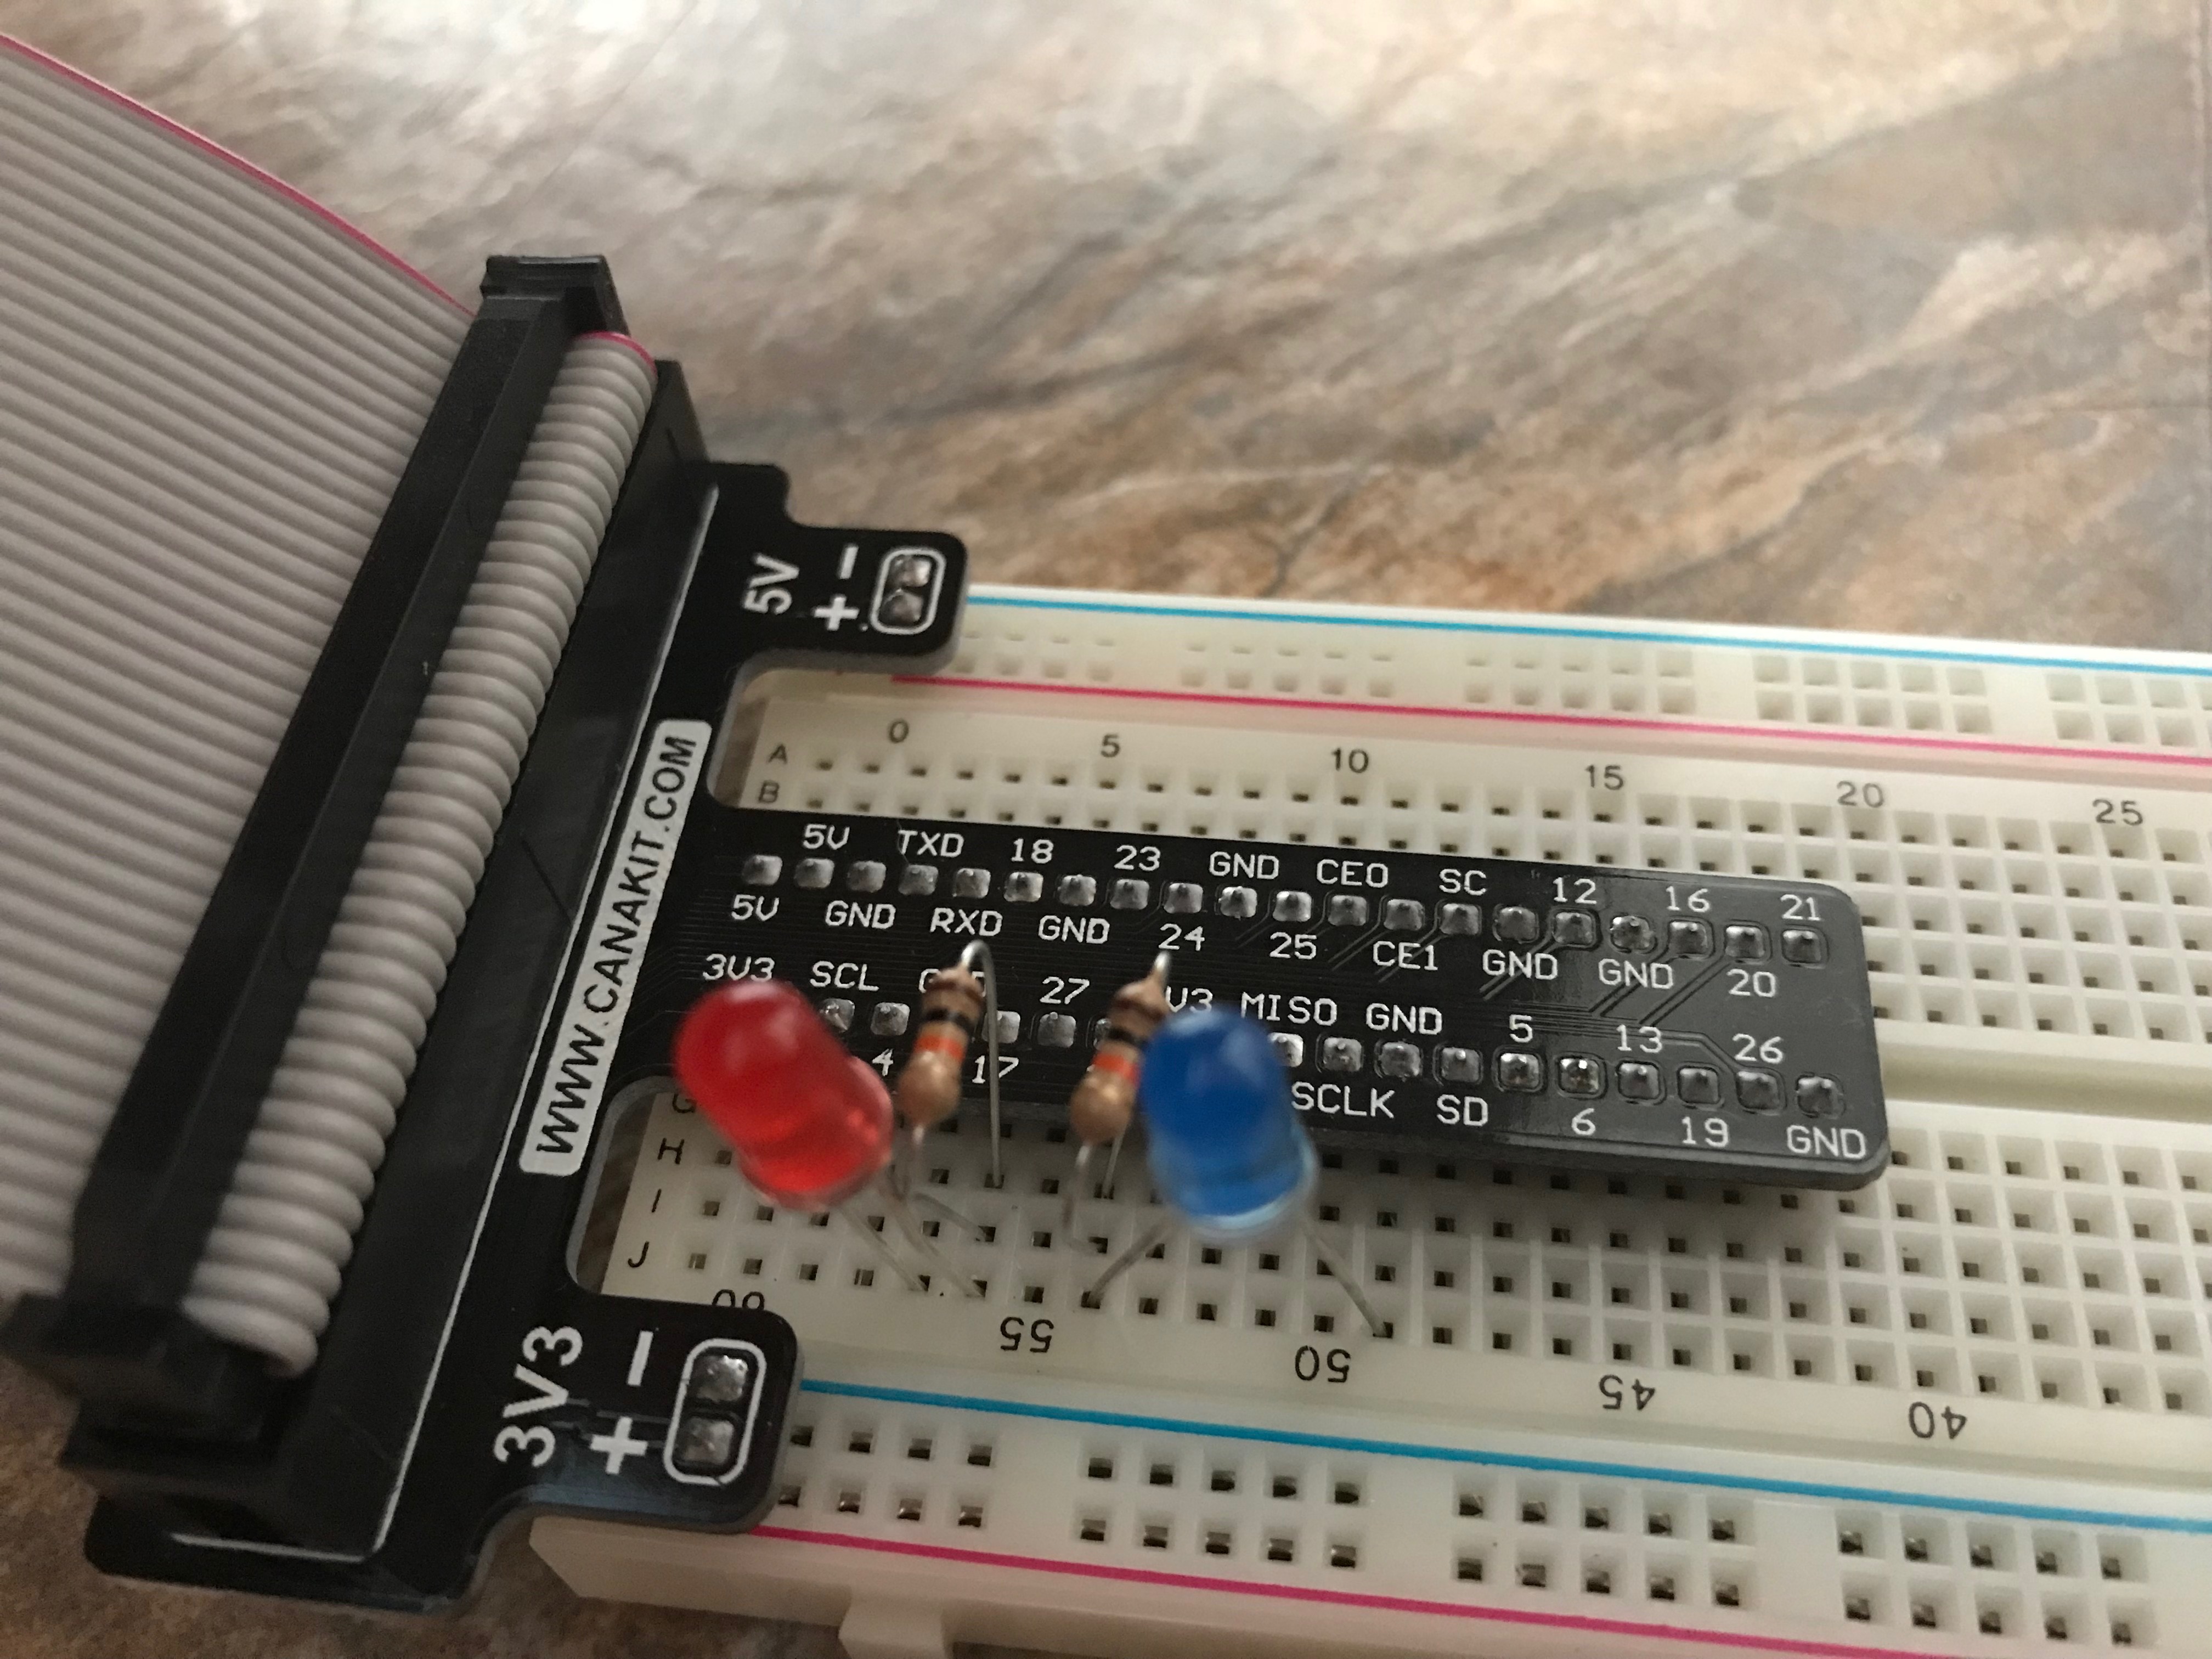 5V
− +
0 5 10 15 20 25
A
B
WWW.CANAKIT.COM
5V TXD 18 23 GND CE0 SC 12 16 21
5V GND RXD GND 24 25 CE1 GND GND 20
3V3 SCL 27 MISO GND 5 13 26
4 17 SCLK SD 6 19 GND
G
H
I
J
60 55 50 45 40
3V3
− +